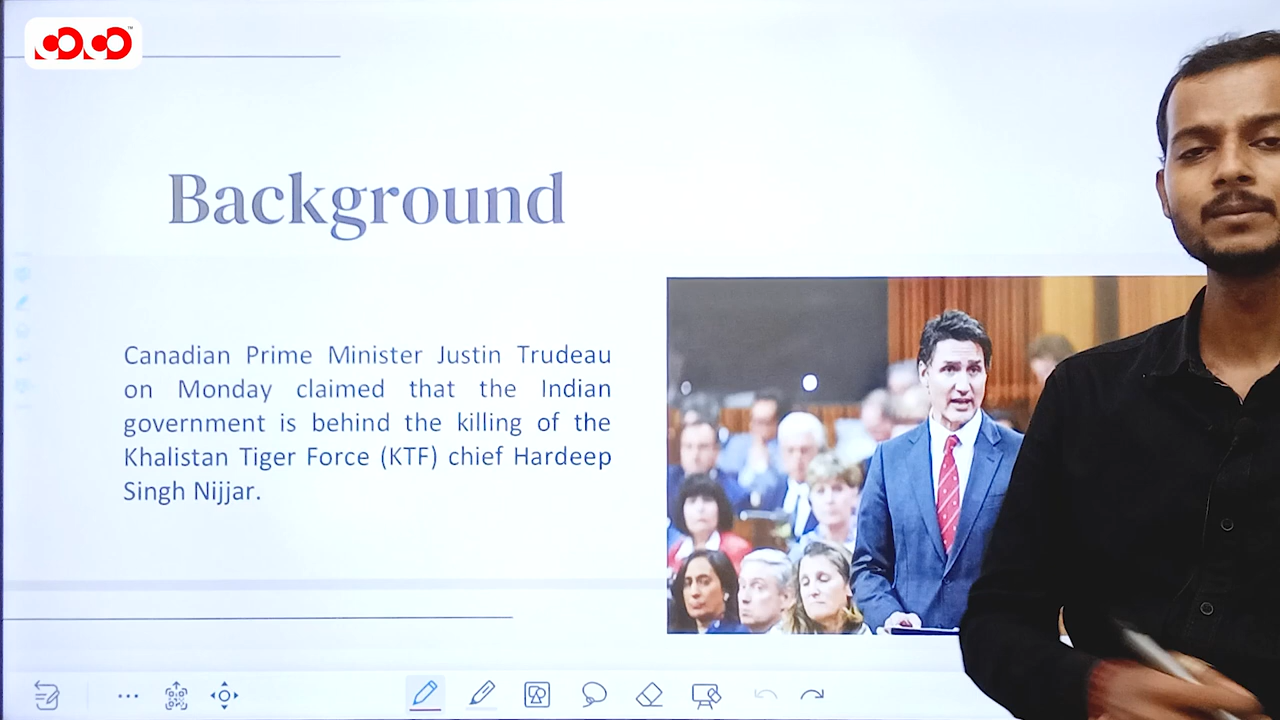 Background
Canadian Prime Minister Justin Trudeau
on Monday claimed that the Indian
government is behind the killing of the
Khalistan Tiger Force (KTF) chief Hardeep
Singh Nijjar.